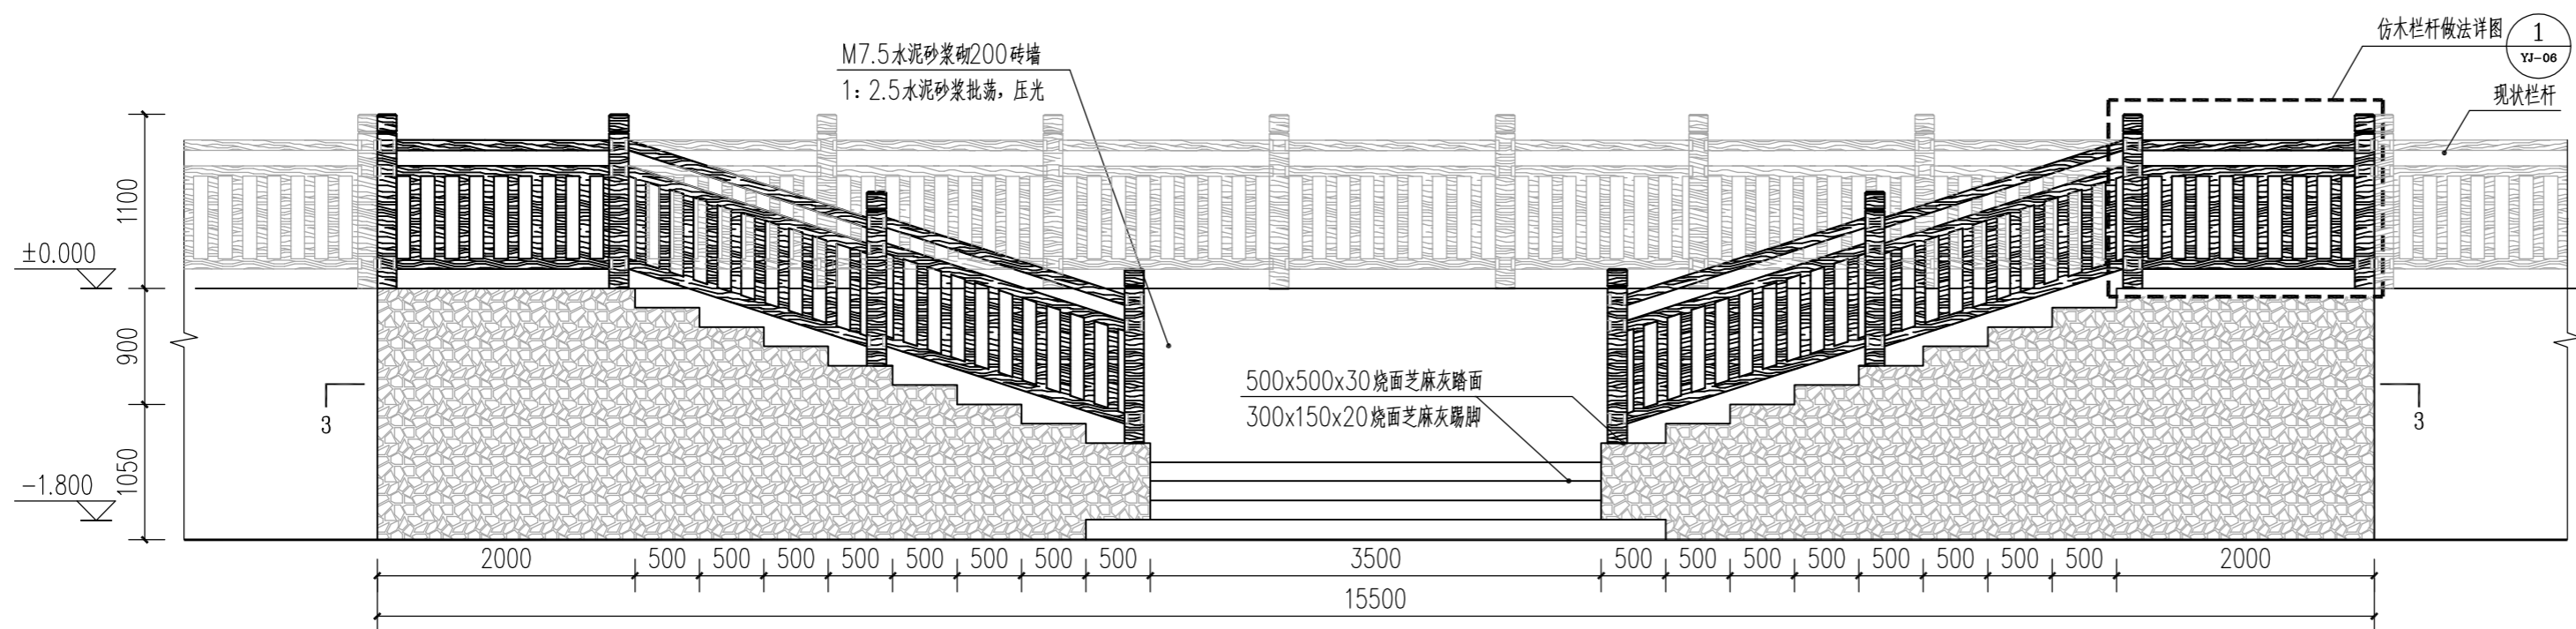 仿木栏杆做法详图
1
YJ-06
M7.5水泥砂浆砌200砖墙
1：2.5水泥砂浆批荡，压光
现状栏杆
1100
±0.000
900
500x500x30烧面芝麻灰踏面
300x150x20烧面芝麻灰踢脚
3
3
1050
-1.800
2000 500 500 500 500 500 500 500 500 3500 500 500 500 500 500 500 500 500 2000
15500